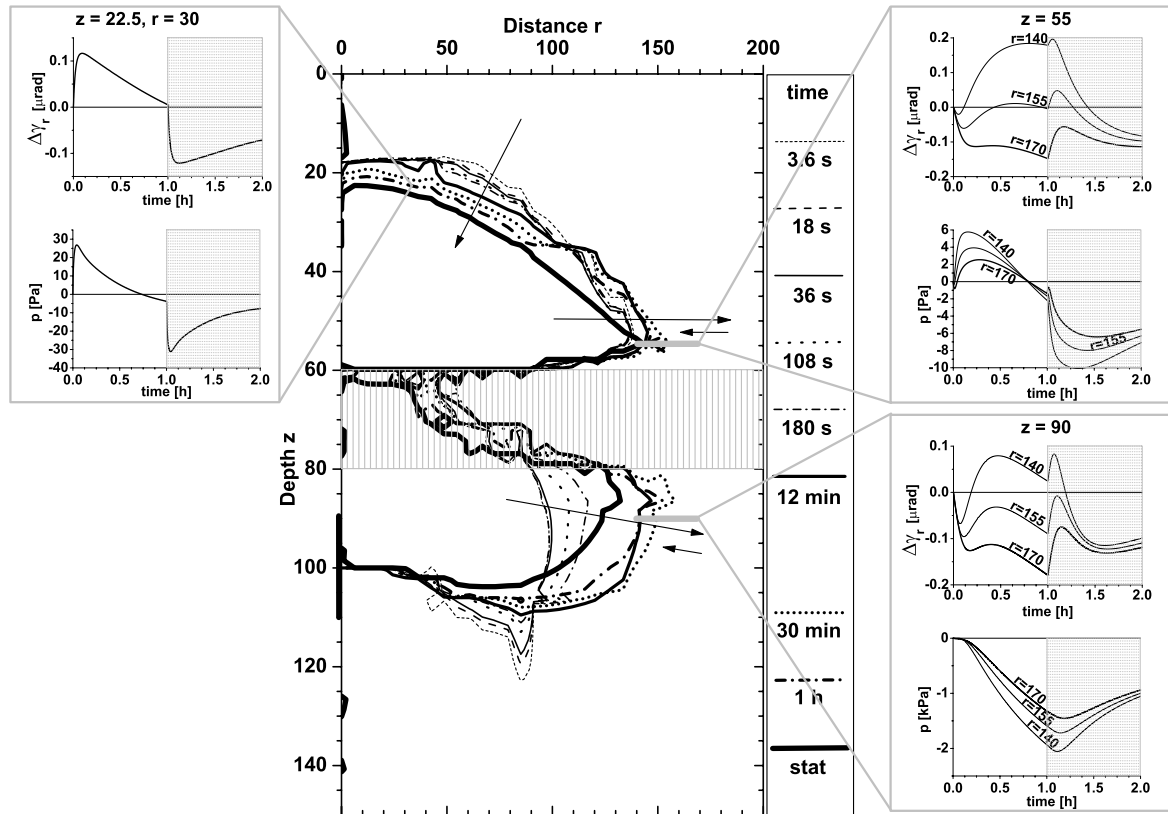 z = 22.5, r = 30
0.1
0.0
-0.1
Δγr [μrad]
0.0 0.5 1.0 1.5 2.0
time [h]
30
25
20
15
10
5
0
-10
-20
-30
-40
p [Pa]
0.0 0.5 1.0 1.5 2.0
time [h]
Distance r
0 50 100 150 200
0
20
40
60
80
100
120
140
Depth z
time
3.6 s
18 s
36 s
108 s
180 s
12 min
30 min
1 h
stat
z = 55
0.2
0.1
0.0
-0.1
-0.2
Δγr [μrad]
r=140
r=155
r=170
0.0 0.5 1.0 1.5 2.0
time [h]
6
4
2
0
-2
-4
-6
-8
-10
p [Pa]
r=140
r=170
r=155
0.0 0.5 1.0 1.5 2.0
time [h]
z = 90
0.1
0.0
-0.1
-0.2
Δγr [μrad]
r=140
r=155
r=170
0.0 0.5 1.0 1.5 2.0
time [h]
0
-1
-2
p [kPa]
r=170
r=155
r=140
0.0 0.5 1.0 1.5 2.0
time [h]